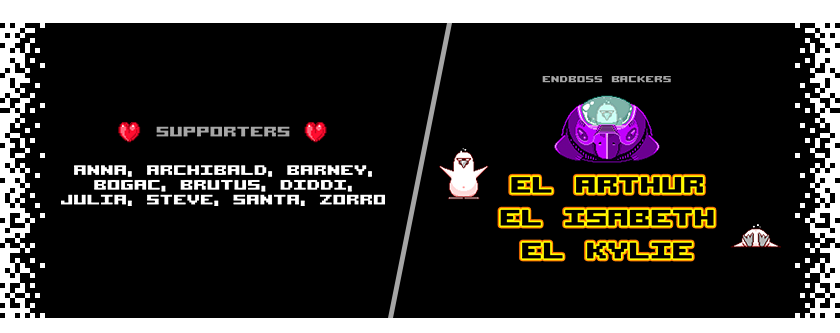 SUPPORTERS
ANNA, ARCHIBALD, BARNEY,
BOGAC, BRUTUS, DIDDI,
JULIA, STEVE, SANTA, ZORRO
ENDBOSS BACKERS
EL ARTHUR
EL ISABETH
EL KYLIE